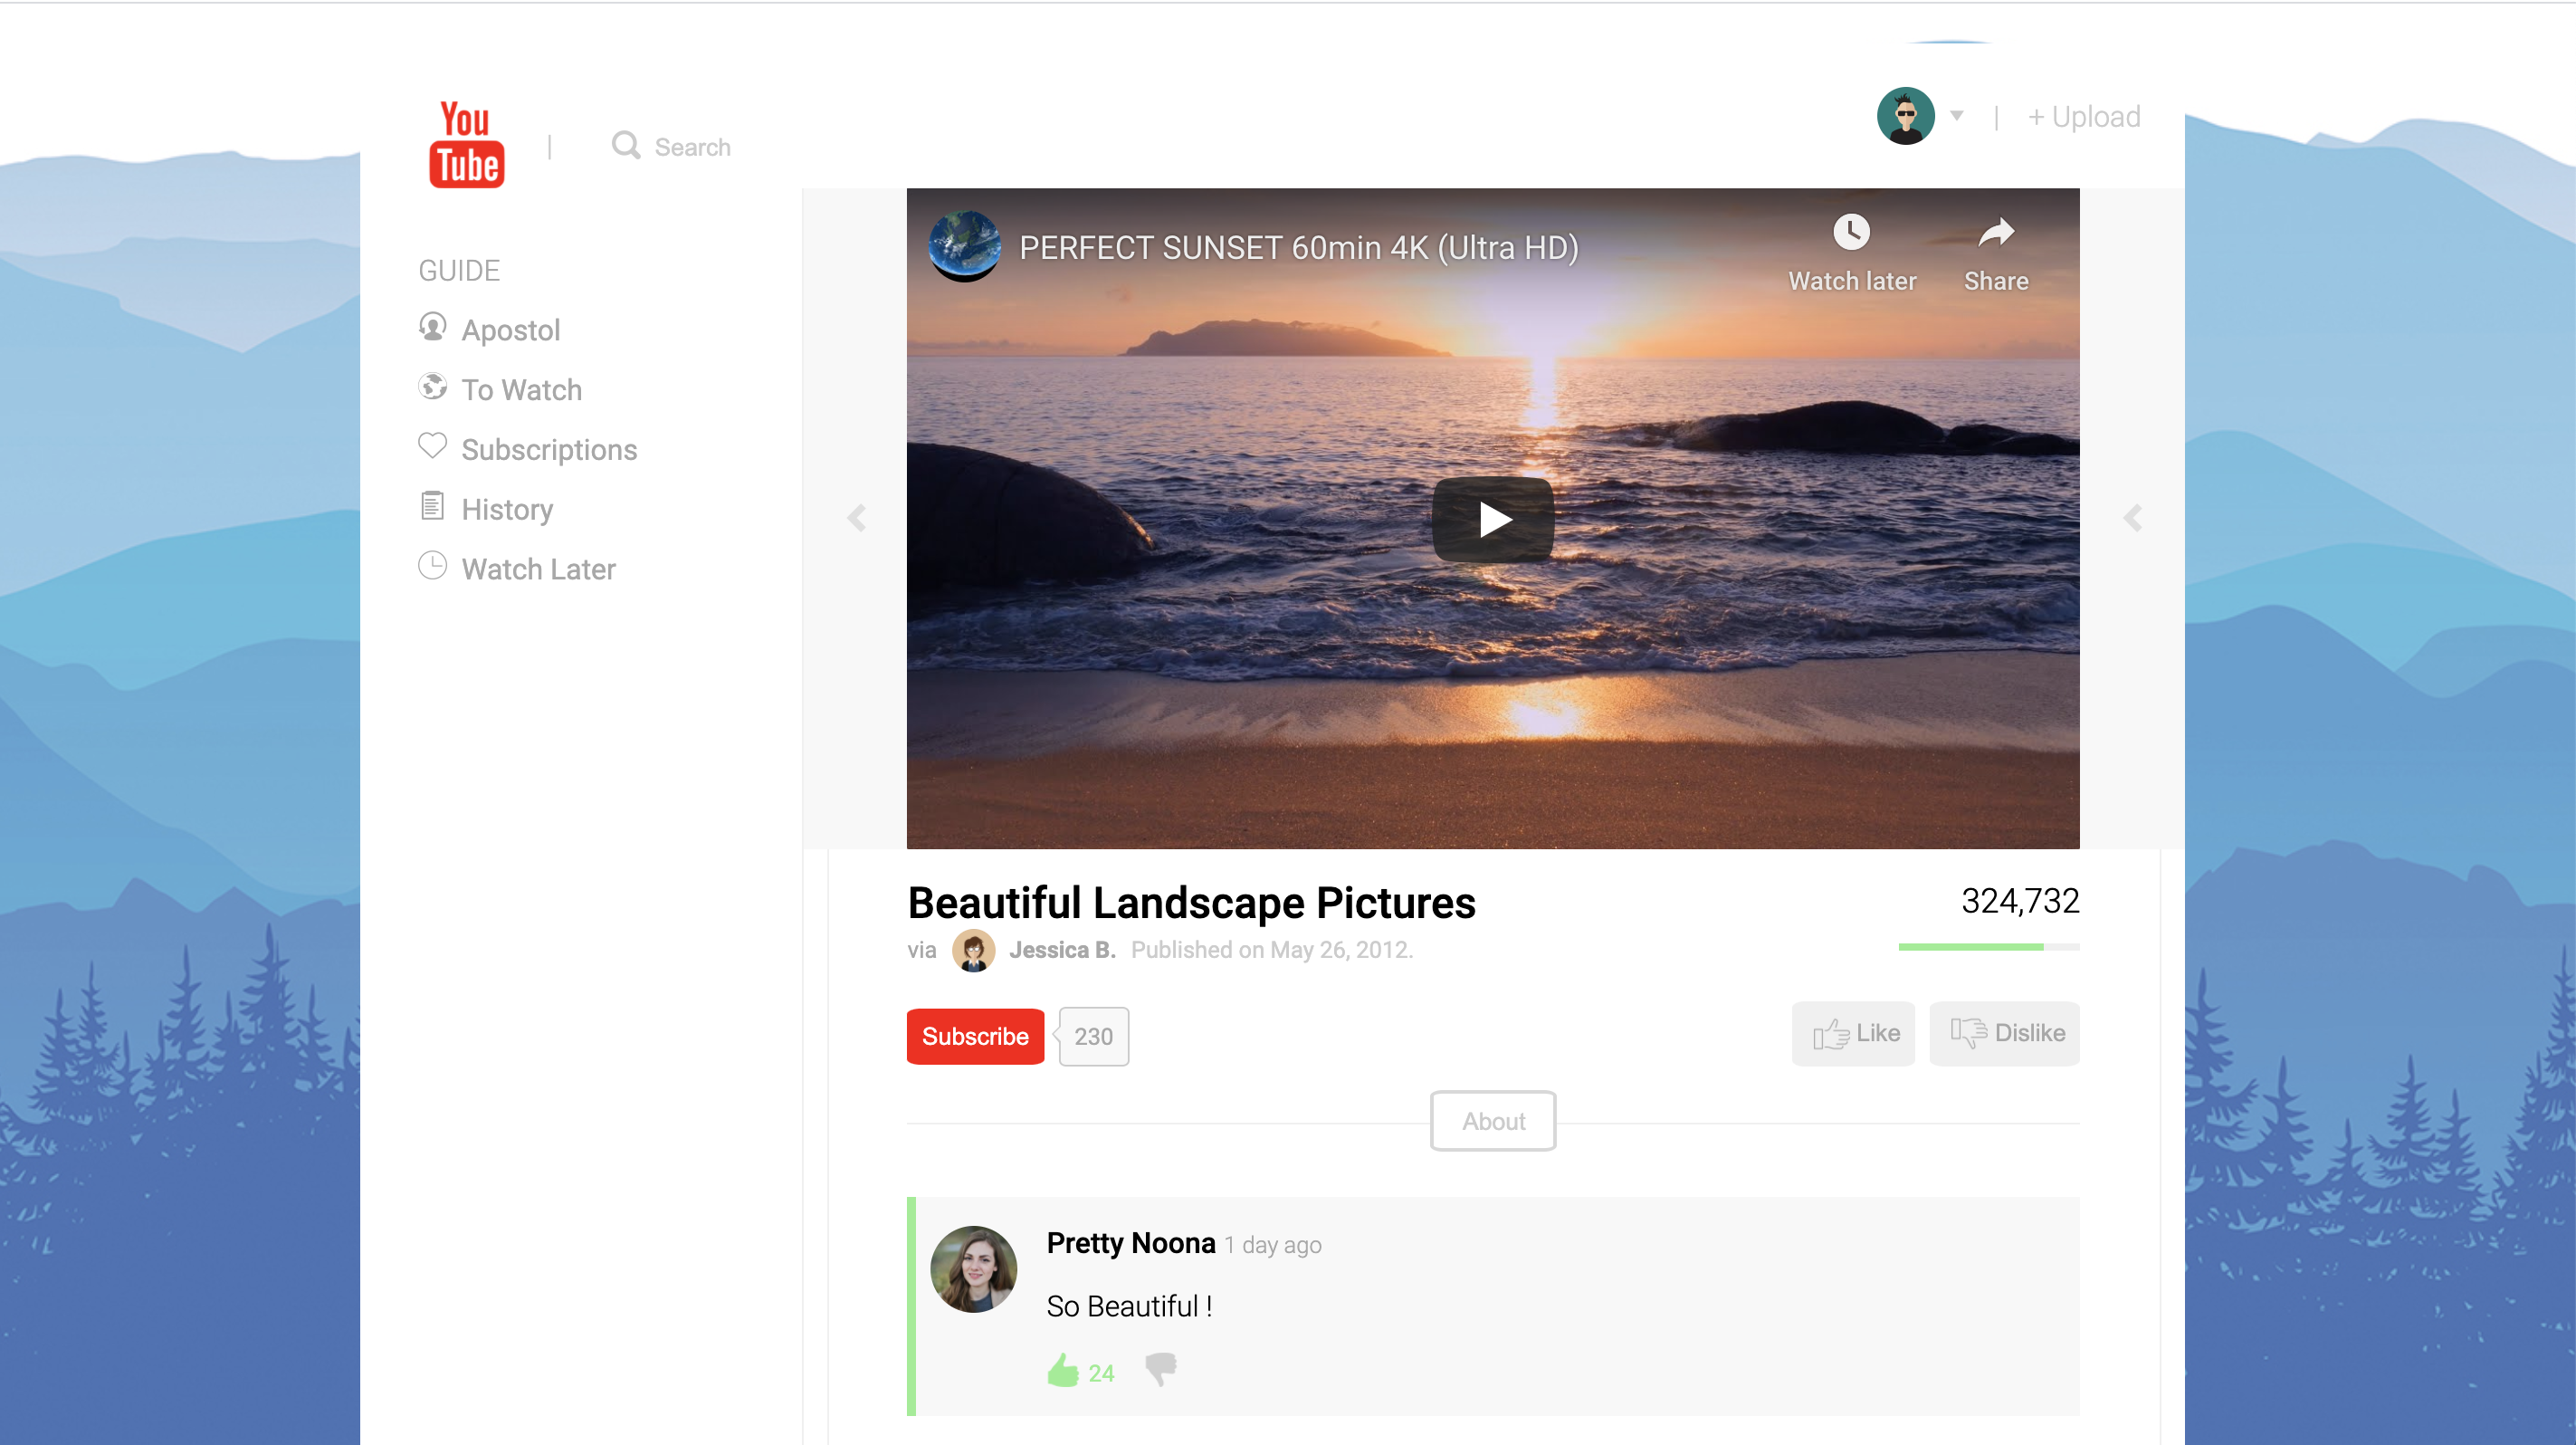 You
Tube
|
Search
|
+ Upload
GUIDE
Apostol
To Watch
Subscriptions
History
Watch Later
PERFECT SUNSET 60min 4K (Ultra HD)
Watch later
Share
Beautiful Landscape Pictures
324,732
via Jessica B. Published on May 26, 2012.
Subscribe
230
Like
Dislike
About
Pretty Noona 1 day ago
So Beautiful !
24